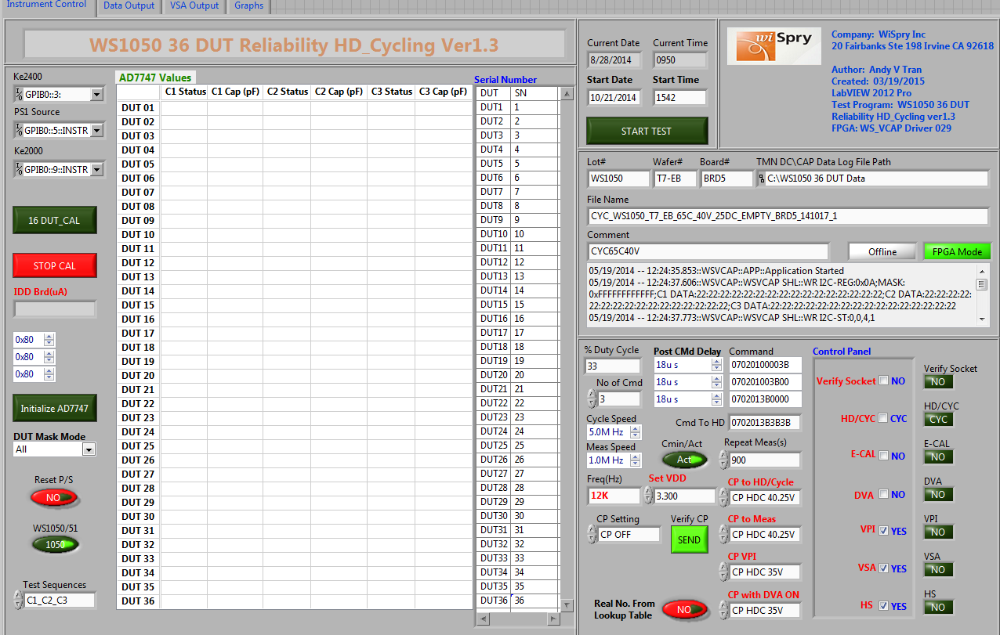 Instrument Control Data Output VSA Output Graphs
WS1050 36 DUT Reliability HD_Cycling Ver1.3
Current Date Current Time
8/28/2014 0950
Start Date Start Time
10/21/2014 1542
START TEST
wiSpry
Company: WiSpry Inc
20 Fairbanks Ste 198 Irvine CA 92618
Author: Andy V Tran
Created: 03/19/2015
LabVIEW 2012 Pro
Test Program: WS1050 36 DUT
Reliability HD_Cycling ver1.3
FPGA: WS_VCAP Driver 029
Ke2400
GPIB0::3:
PS1 Source
GPIB0::5::INSTR
Ke2000
GPIB0::9::INSTR
16 DUT_CAL
STOP CAL
IDD Brd(uA)
0x80
0x80
0x80
Initialize AD7747
DUT Mask Mode
All
Reset P/S
NO
WS1050/51
1050
Test Sequences
C1_C2_C3
AD7747 Values
C1 Status C1 Cap (pF) C2 Status C2 Cap (pF) C3 Status C3 Cap (pF)
DUT 01
DUT 02
DUT 03
DUT 04
DUT 05
DUT 06
DUT 07
DUT 08
DUT 09
DUT 10
DUT 11
DUT 12
DUT 13
DUT 14
DUT 15
DUT 16
DUT 17
DUT 18
DUT 19
DUT 20
DUT 21
DUT 22
DUT 23
DUT 24
DUT 25
DUT 26
DUT 27
DUT 28
DUT 29
DUT 30
DUT 31
DUT 32
DUT 33
DUT 34
DUT 35
DUT 36
Serial Number
DUT SN
DUT1 1
DUT2 2
DUT3 3
DUT4 4
DUT5 5
DUT6 6
DUT7 7
DUT8 8
DUT9 9
DUT10 10
DUT11 11
DUT12 12
DUT13 13
DUT14 14
DUT15 15
DUT16 16
DUT17 17
DUT18 18
DUT19 19
DUT20 20
DUT21 21
DUT22 22
DUT23 23
DUT24 24
DUT25 25
DUT26 26
DUT27 27
DUT28 28
DUT29 29
DUT30 30
DUT31 31
DUT32 32
DUT33 33
DUT34 34
DUT35 35
DUT36 36
Lot# Wafer# Board# TMN DC\CAP Data Log File Path
WS1050 T7-EB BRD5 C:\WS1050 36 DUT Data
File Name
CYC_WS1050_T7_EB_65C_40V_25DC_EMPTY_BRD5_141017_1
Comment
CYC65C40V Offline FPGA Mode
05/19/2014 -- 12:24:35.853::WSVCAP::APP::Application Started
05/19/2014 -- 12:24:37.606::WSVCAP::WSVCAP SHL::WR I2C-REG:0x0A;MASK:
0xFFFFFFFFFFFF;C1 DATA:22:22:22:22:22:22:22:22:22:22:22:22:22:22:22:22;C2 DATA:22:22:22:
22:22:22:22:22:22:22:22:22:22:22:22:22;C3 DATA:22:22:22:22:22:22:22:22:22:22:22:22:22:22:22:22
05/19/2014 -- 12:24:37.773::WSVCAP::WSVCAP SHL::WR I2C-ST:0,0,4,1
% Duty Cycle Post CMd Delay Command
33 18u s 07020100003B
No of Cmd 18u s 070201003B00
3 18u s 0702013B0000
Cycle Speed Cmd To HD 0702013B3B3B
5.0M Hz
Meas Speed Cmin/Act Repeat Meas(s)
1.0M Hz Act 900
Freq(Hz) Set VDD CP to HD/Cycle
12K 3.300 CP HDC 40.25V
CP Setting Verify CP CP to Meas
CP OFF SEND CP HDC 40.25V
CP VPI
CP HDC 35V
CP with DVA ON
Real No. From
Lookup Table NO CP HDC 35V
Control Panel
Verify Socket NO
HD/CYC CYC
E-CAL NO
DVA NO
VPI YES
VSA YES
HS YES
Verify Socket
NO
HD/CYC
CYC
E-CAL
NO
DVA
NO
VPI
NO
VSA
NO
HS
NO